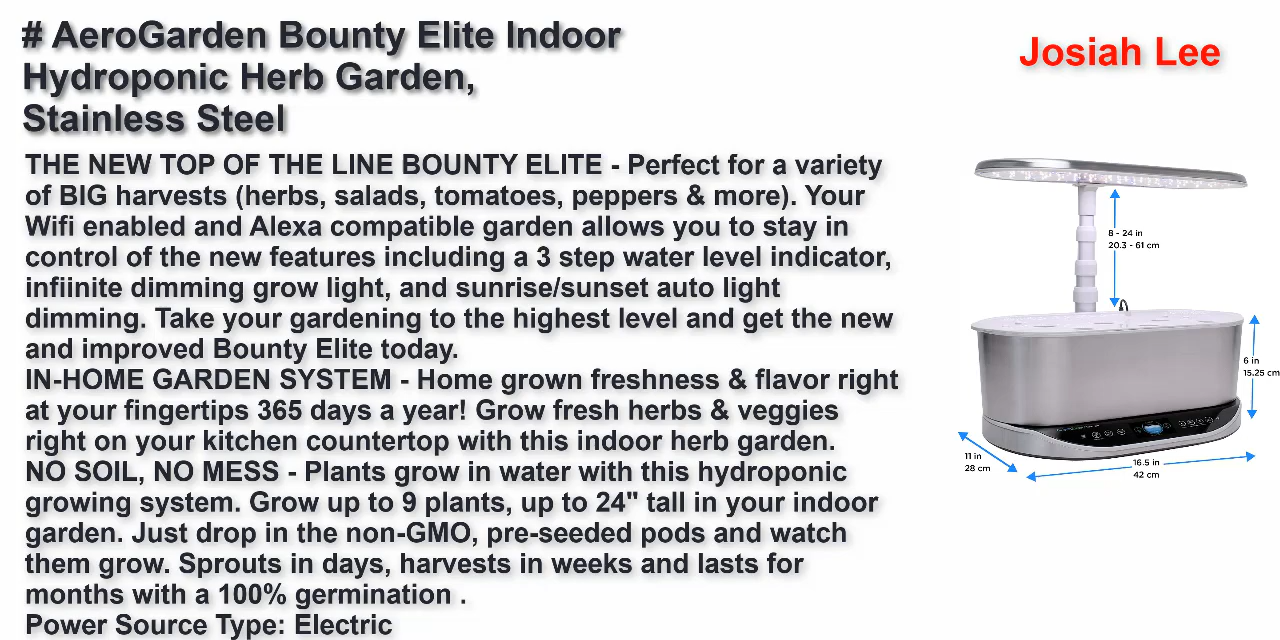 # AeroGarden Bounty Elite Indoor
Hydroponic Herb Garden,
Stainless Steel
Josiah Lee
THE NEW TOP OF THE LINE BOUNTY ELITE - Perfect for a variety
of BIG harvests (herbs, salads, tomatoes, peppers & more). Your
Wifi enabled and Alexa compatible garden allows you to stay in
control of the new features including a 3 step water level indicator,
infiinite dimming grow light, and sunrise/sunset auto light
dimming. Take your gardening to the highest level and get the new
and improved Bounty Elite today.
IN-HOME GARDEN SYSTEM - Home grown freshness & flavor right
at your fingertips 365 days a year! Grow fresh herbs & veggies
right on your kitchen countertop with this indoor herb garden.
NO SOIL, NO MESS - Plants grow in water with this hydroponic
growing system. Grow up to 9 plants, up to 24" tall in your indoor
garden. Just drop in the non-GMO, pre-seeded pods and watch
them grow. Sprouts in days, harvests in weeks and lasts for
months with a 100% germination .
Power Source Type: Electric
8 - 24 in
20.3 - 61 cm
6 in
15.25 cm
11 in
28 cm
16.5 in
42 cm